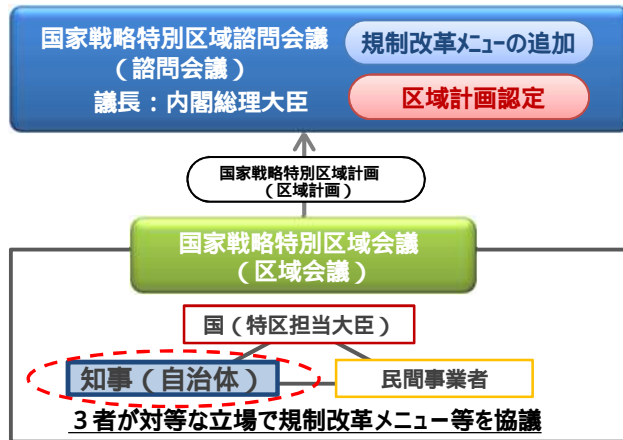 国家戦略特別区域諮問会議
（諮問会議）
議長：内閣総理大臣
規制改革メニューの追加
区域計画認定
国家戦略特別区域計画
（区域計画）
国家戦略特別区域会議
（区域会議）
国（特区担当大臣）
知事（自治体）
民間事業者
３者が対等な立場で規制改革メニュー等を協議